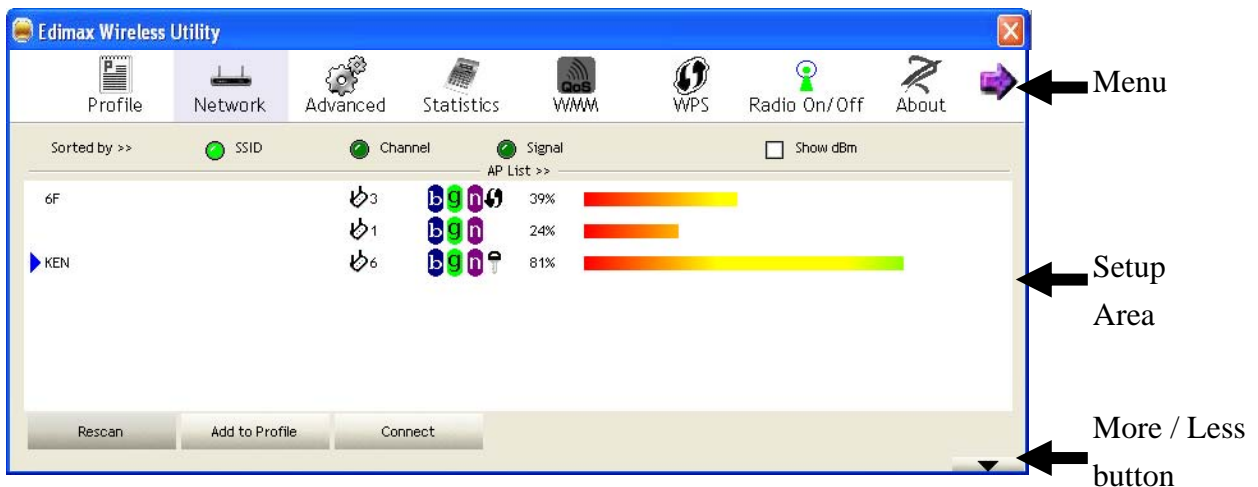 Edimax Wireless Utility
Profile Network Advanced Statistics WMM WPS Radio On/Off About
QoS
Menu
Sorted by >> SSID Channel Signal Show dBm
AP List >>
6F 3 b g n 39%
1 b g n 24%
KEN 6 b g n 81%
Setup
Area
Rescan Add to Profile Connect
More / Less
button